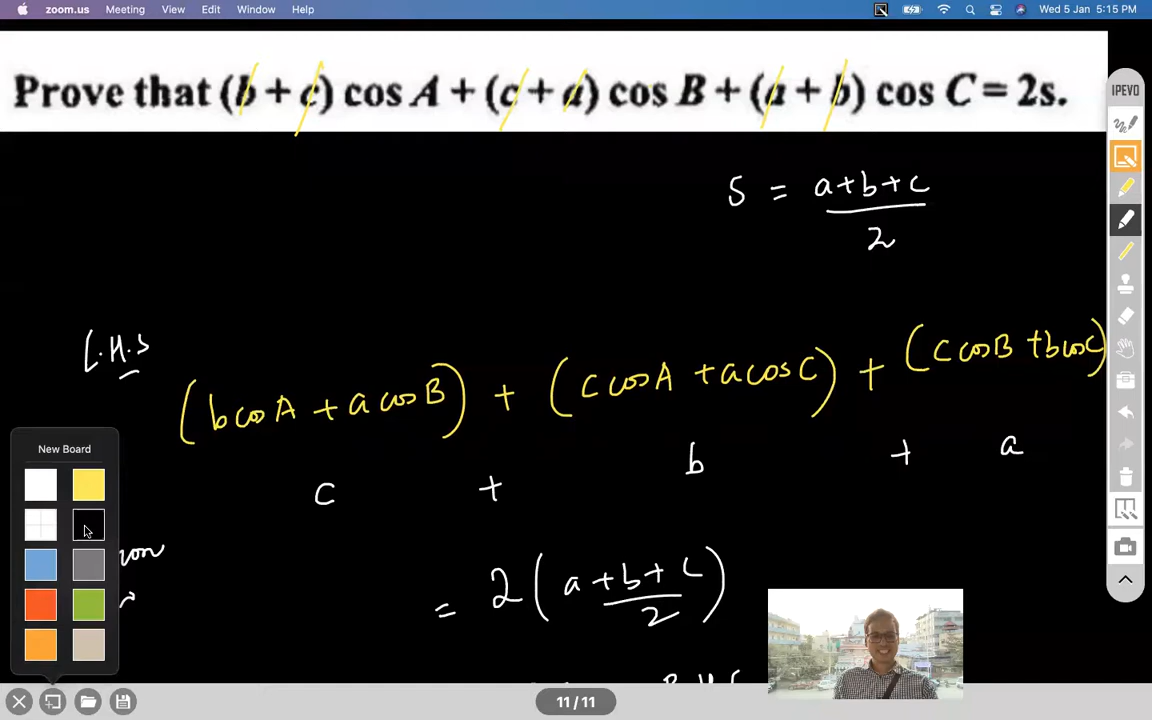 zoom.us Meeting View Edit Window Help Wed 5 Jan 5:15 PM
Prove that (b + c) cos A + (c + a) cos B + (a + b) cos C = 2s.
IPEVO
S = a+b+c
2
L.H.S
(b cos A + a cos B) + (c cos A + a cos C) + (c cos B + b cos C)
c + b + a
New Board
= 2 ( a+b+c
2 )
R.H.S
11 / 11